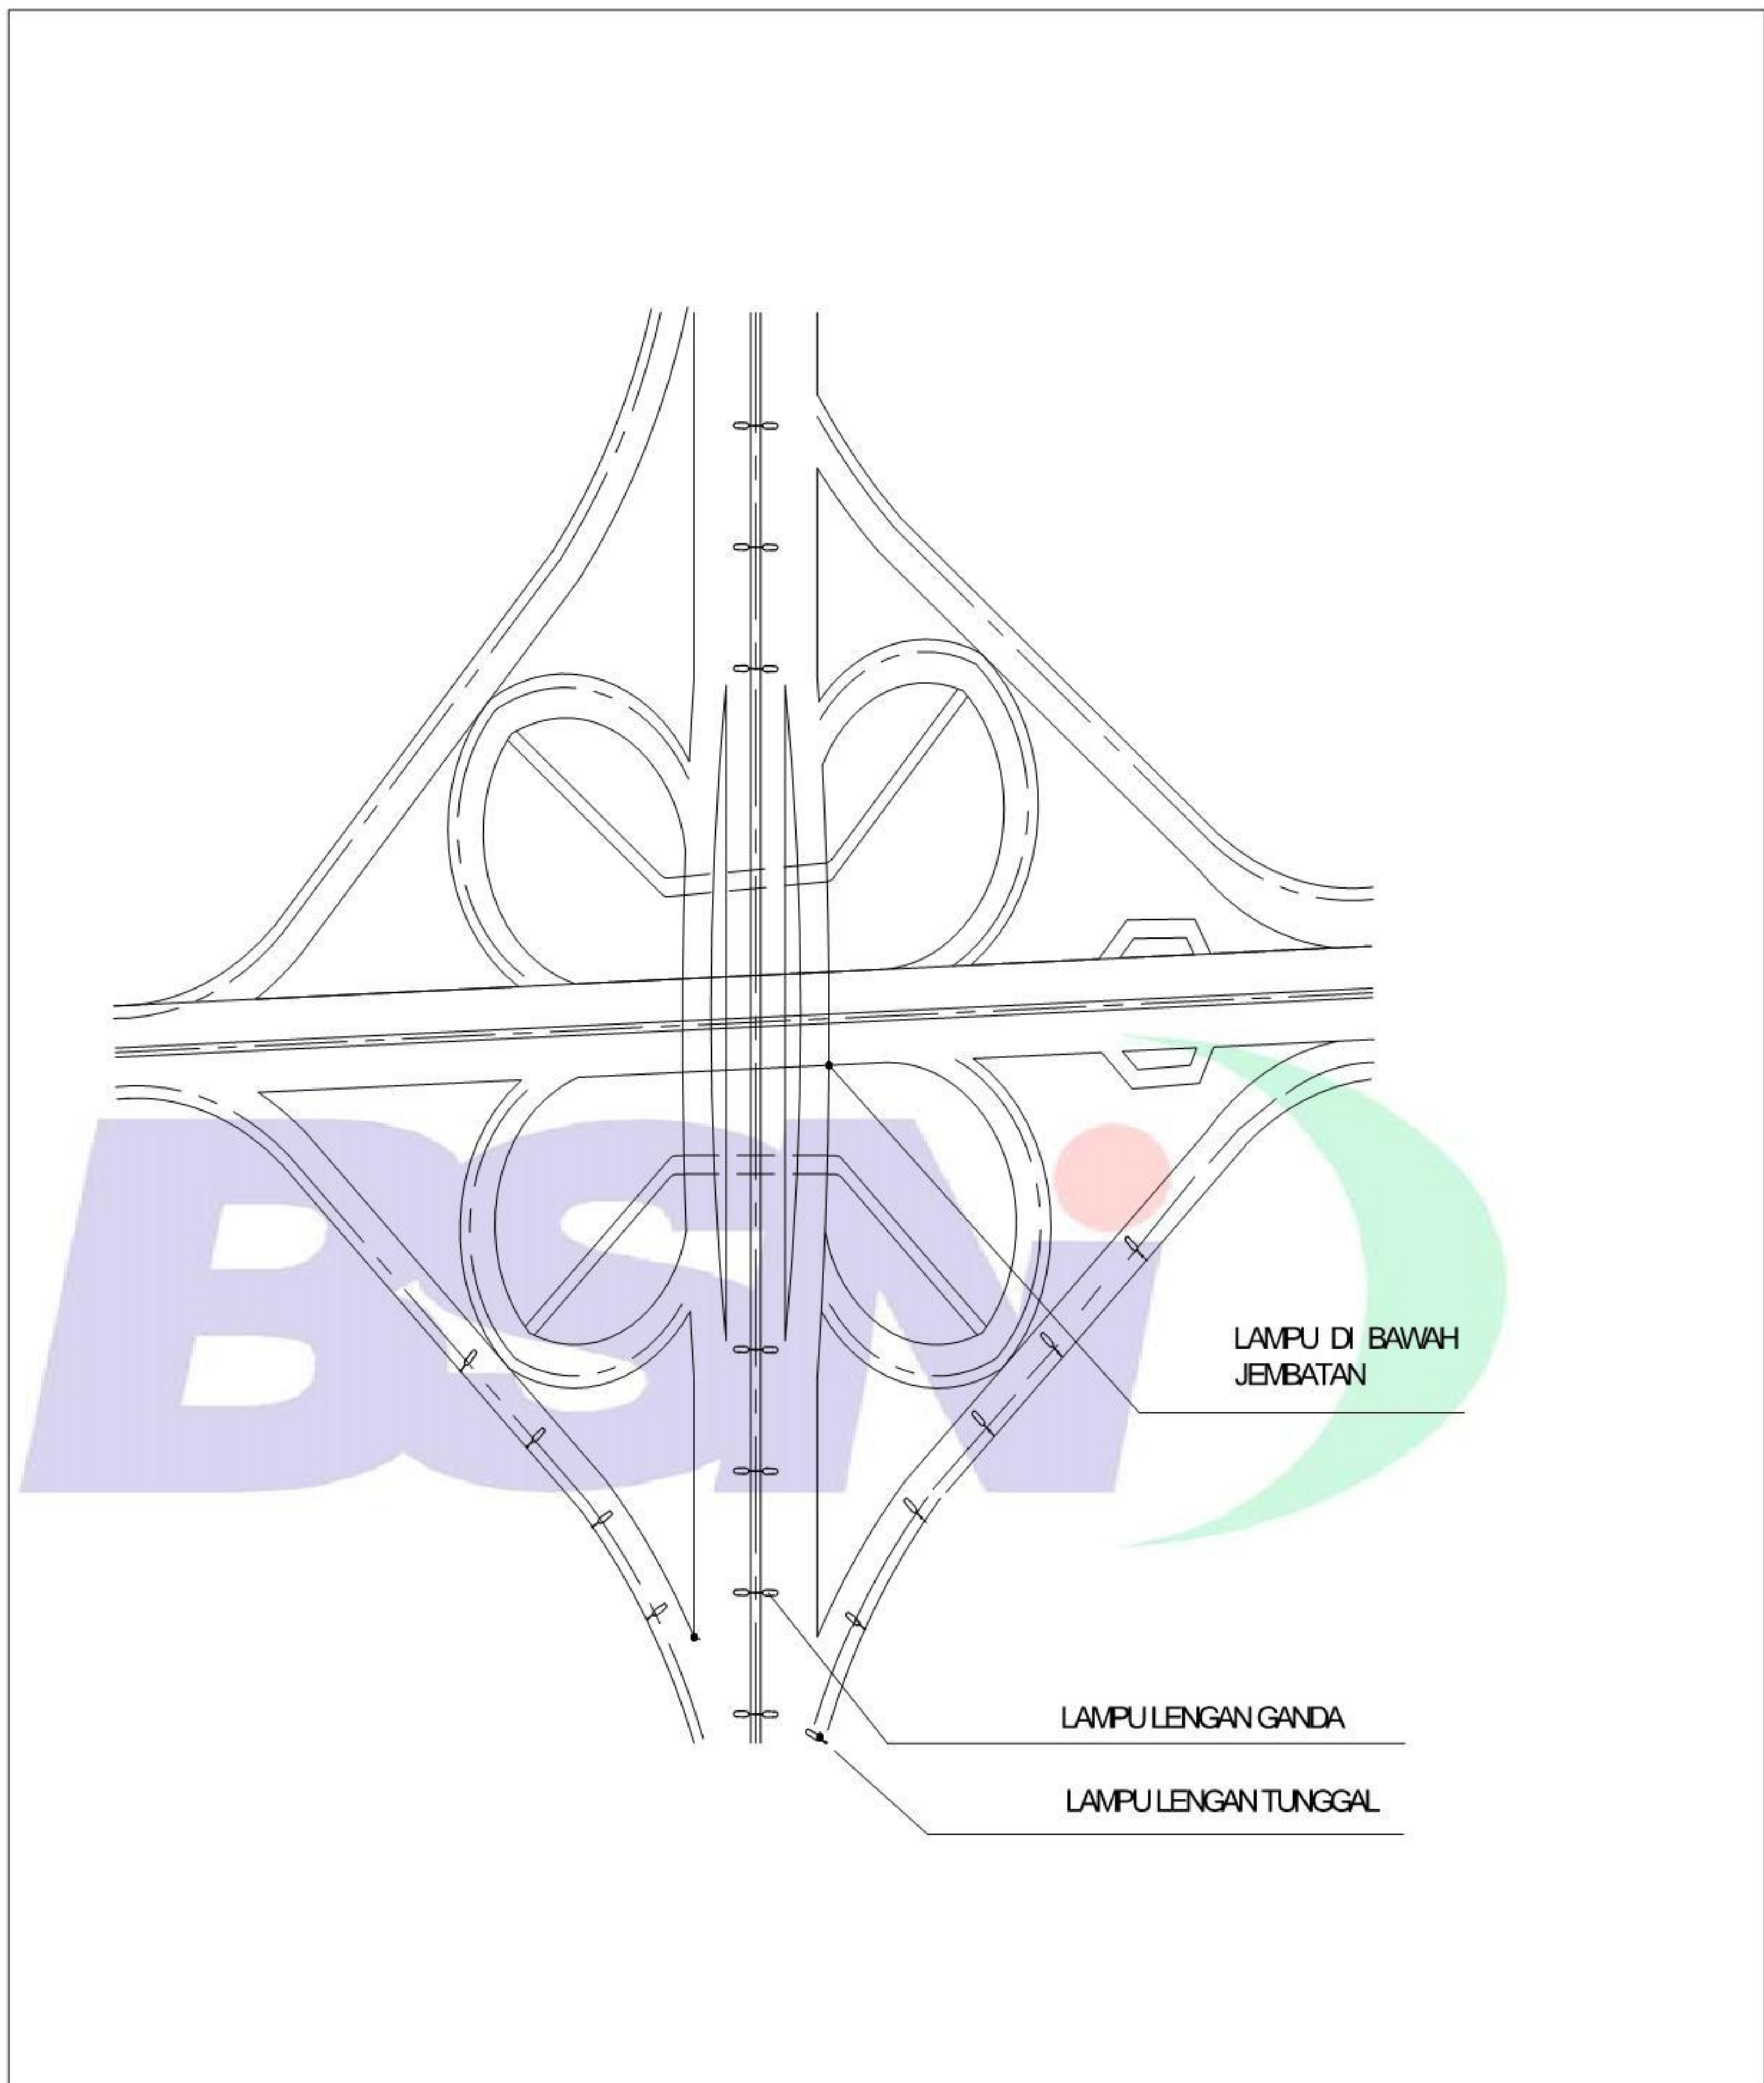 BSN
LAMPU DI BAWAH
JEMBATAN
LAMPU LENGAN GANDA
LAMPU LENGAN TUNGGAL